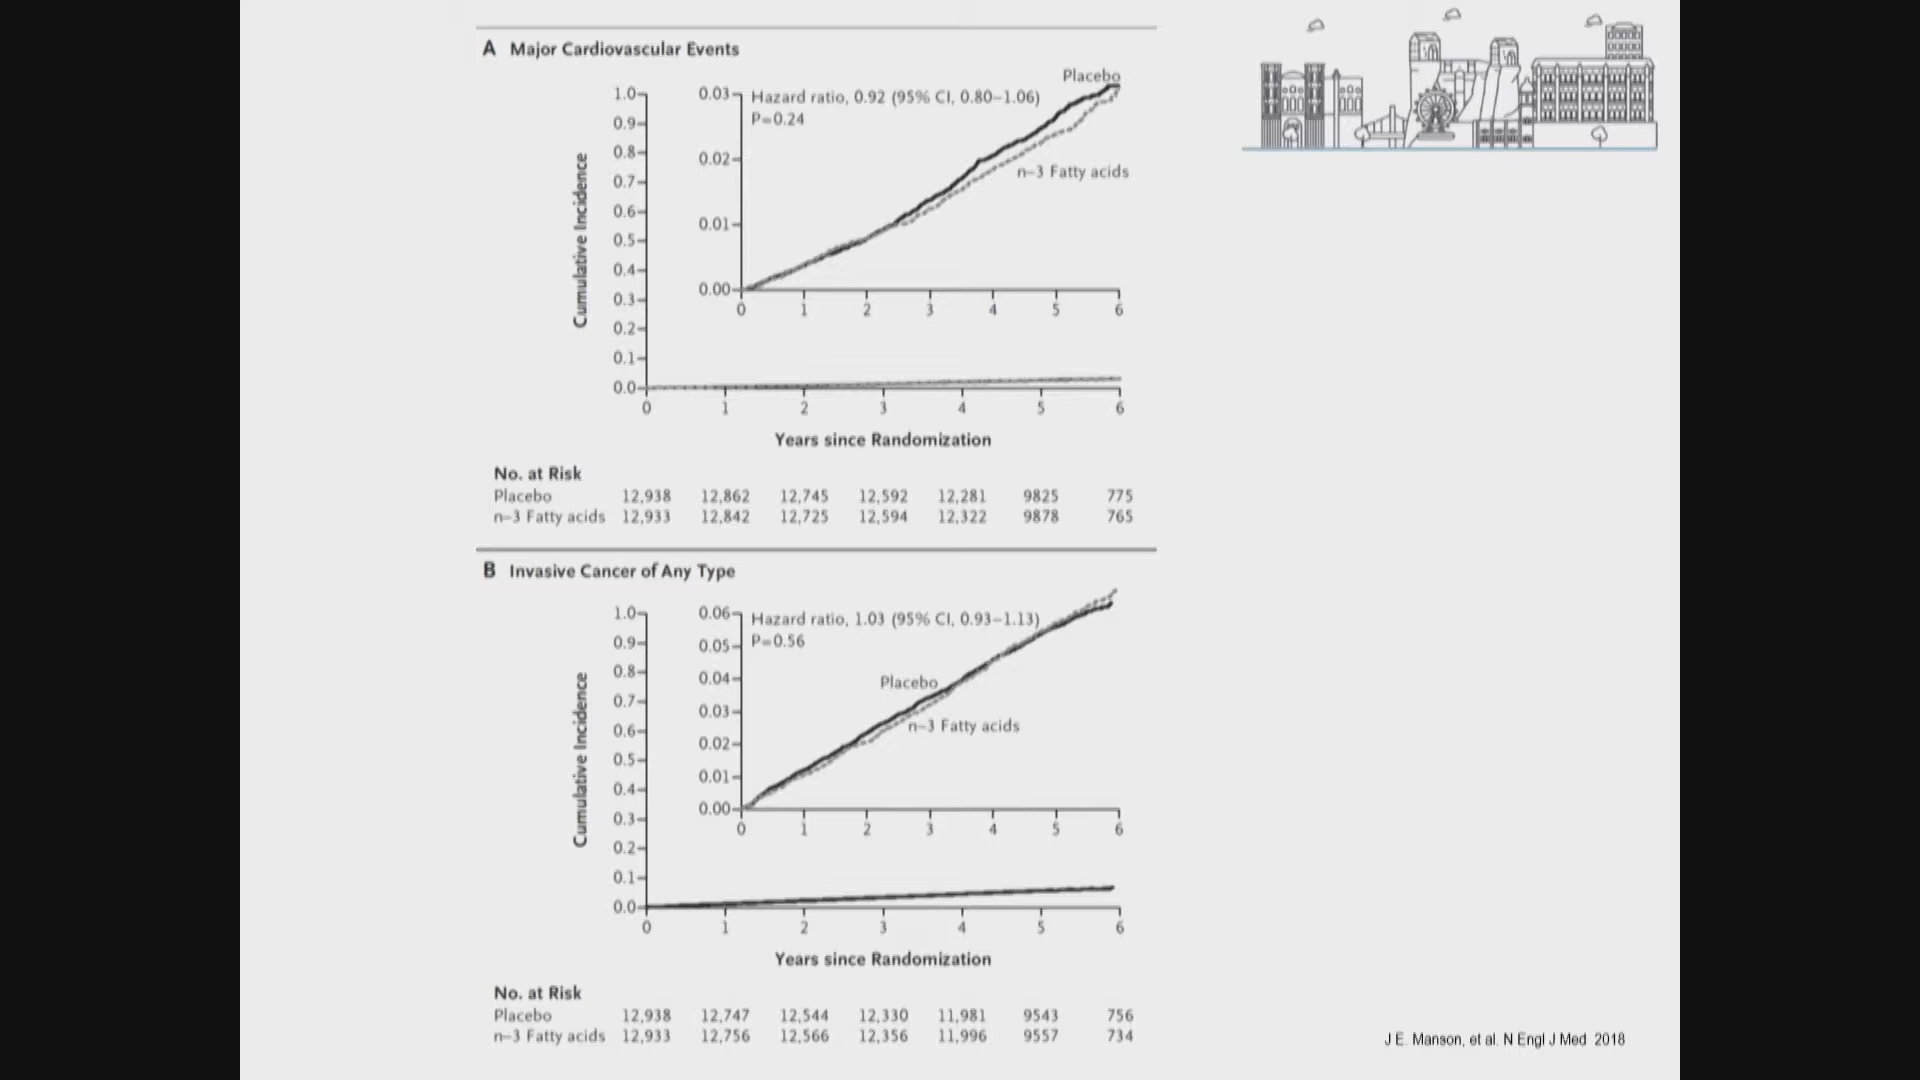 A Major Cardiovascular Events
Placebo
Hazard ratio, 0.92 (95% CI, 0.80–1.06)
P=0.24
n–3 Fatty acids
Cumulative Incidence
1.0
0.9
0.8
0.7
0.6
0.5
0.4
0.3
0.2
0.1
0.0
0.03
0.02
0.01
0.00
0 1 2 3 4 5 6
0 1 2 3 4 5 6
Years since Randomization
No. at Risk
Placebo 12,938 12,862 12,745 12,592 12,281 9825 775
n–3 Fatty acids 12,933 12,842 12,725 12,594 12,322 9878 765
B Invasive Cancer of Any Type
Hazard ratio, 1.03 (95% CI, 0.93–1.13)
P=0.56
Placebo
n–3 Fatty acids
Cumulative Incidence
1.0
0.9
0.8
0.7
0.6
0.5
0.4
0.3
0.2
0.1
0.0
0.06
0.05
0.04
0.03
0.02
0.01
0.00
0 1 2 3 4 5 6
0 1 2 3 4 5 6
Years since Randomization
No. at Risk
Placebo 12,938 12,747 12,544 12,330 11,981 9543 756
n–3 Fatty acids 12,933 12,756 12,566 12,356 11,996 9557 734
J E. Manson, et al. N Engl J Med 2018